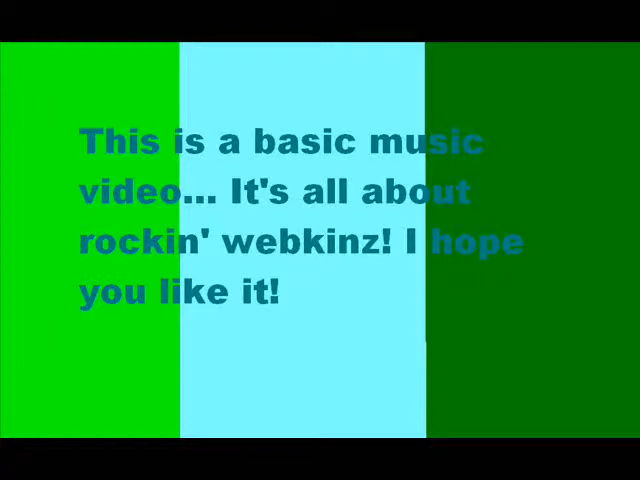 This is a basic music
video... It's all about
rockin' webkinz! I hope
you like it!